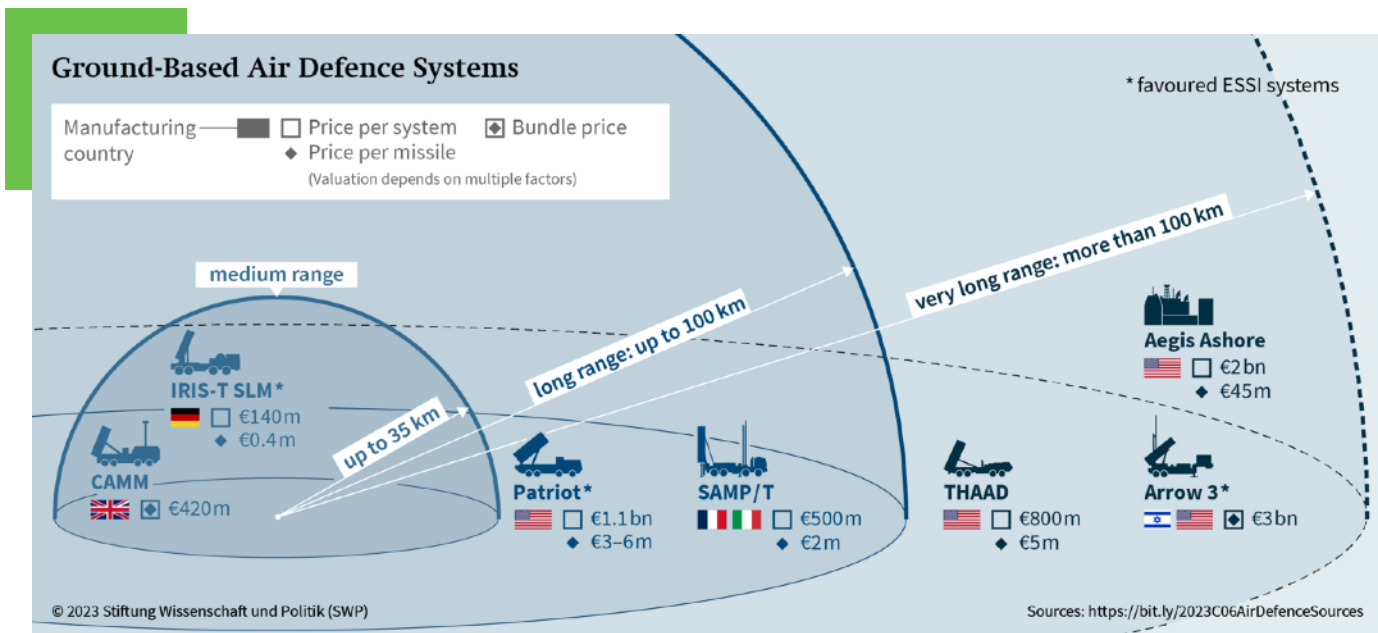 Ground-Based Air Defence Systems
* favoured ESSI systems
Manufacturing
country
Price per system
Bundle price
Price per missile
(Valuation depends on multiple factors)
medium range
up to 35 km
long range: up to 100 km
very long range: more than 100 km
IRIS-T SLM*
€140m
€0.4m
CAMM
€420m
Patriot*
€1.1bn
€3–6m
SAMP/T
€500m
€2m
THAAD
€800m
€5m
Aegis Ashore
€2bn
€45m
Arrow 3*
€3bn
© 2023 Stiftung Wissenschaft und Politik (SWP)
Sources: https://bit.ly/2023C06AirDefenceSources